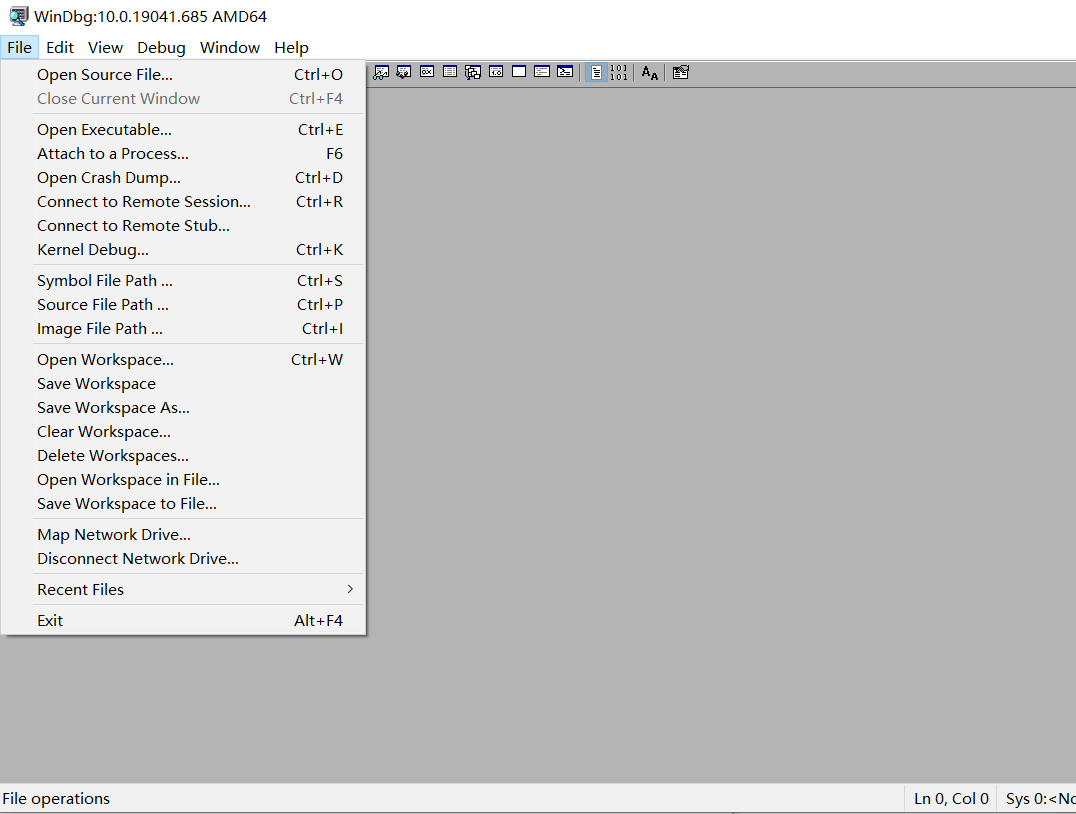 WinDbg:10.0.19041.685 AMD64
File Edit View Debug Window Help
Open Source File... Ctrl+O
Close Current Window Ctrl+F4
Open Executable... Ctrl+E
Attach to a Process... F6
Open Crash Dump... Ctrl+D
Connect to Remote Session... Ctrl+R
Connect to Remote Stub...
Kernel Debug... Ctrl+K
Symbol File Path ... Ctrl+S
Source File Path ... Ctrl+P
Image File Path ... Ctrl+I
Open Workspace... Ctrl+W
Save Workspace
Save Workspace As...
Clear Workspace...
Delete Workspaces...
Open Workspace in File...
Save Workspace to File...
Map Network Drive...
Disconnect Network Drive...
Recent Files
Exit Alt+F4
File operations Ln 0, Col 0 Sys 0:<No